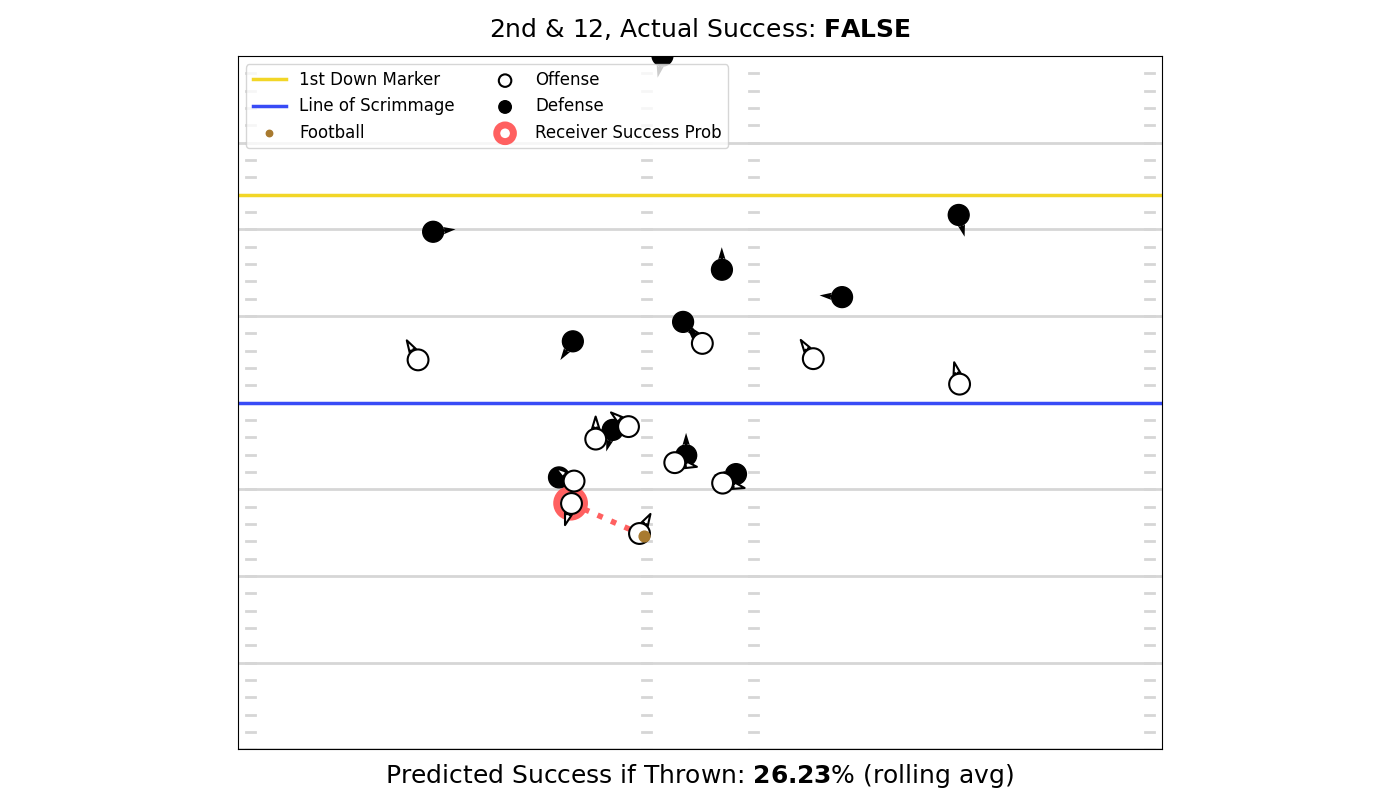 2nd & 12, Actual Success: FALSE
1st Down Marker
Line of Scrimmage
Football
Offense
Defense
Receiver Success Prob
Predicted Success if Thrown: 26.23% (rolling avg)